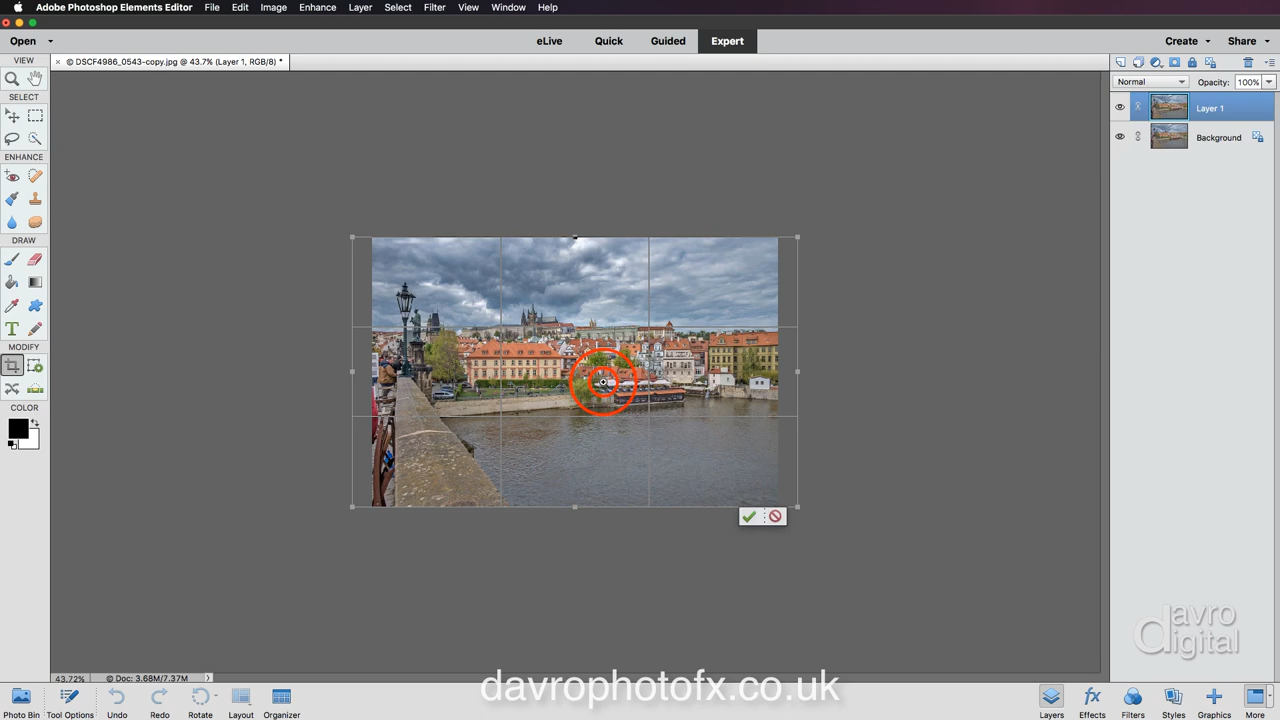 Adobe Photoshop Elements Editor File Edit Image Enhance Layer Select Filter View Window Help
Open eLive Quick Guided Expert Create Share
VIEW
× © DSCF4986_0543-copy.jpg @ 43.7% (Layer 1, RGB/8) *
Normal Opacity: 100%
SELECT
Layer 1
Background
ENHANCE
DRAW
T
MODIFY
COLOR
davro
digital
43.72% © Doc: 3.68M/7.37M
davrophotofx.co.uk
Photo Bin Tool Options Undo Redo Rotate Layout Organizer Layers Effects Filters Styles Graphics More